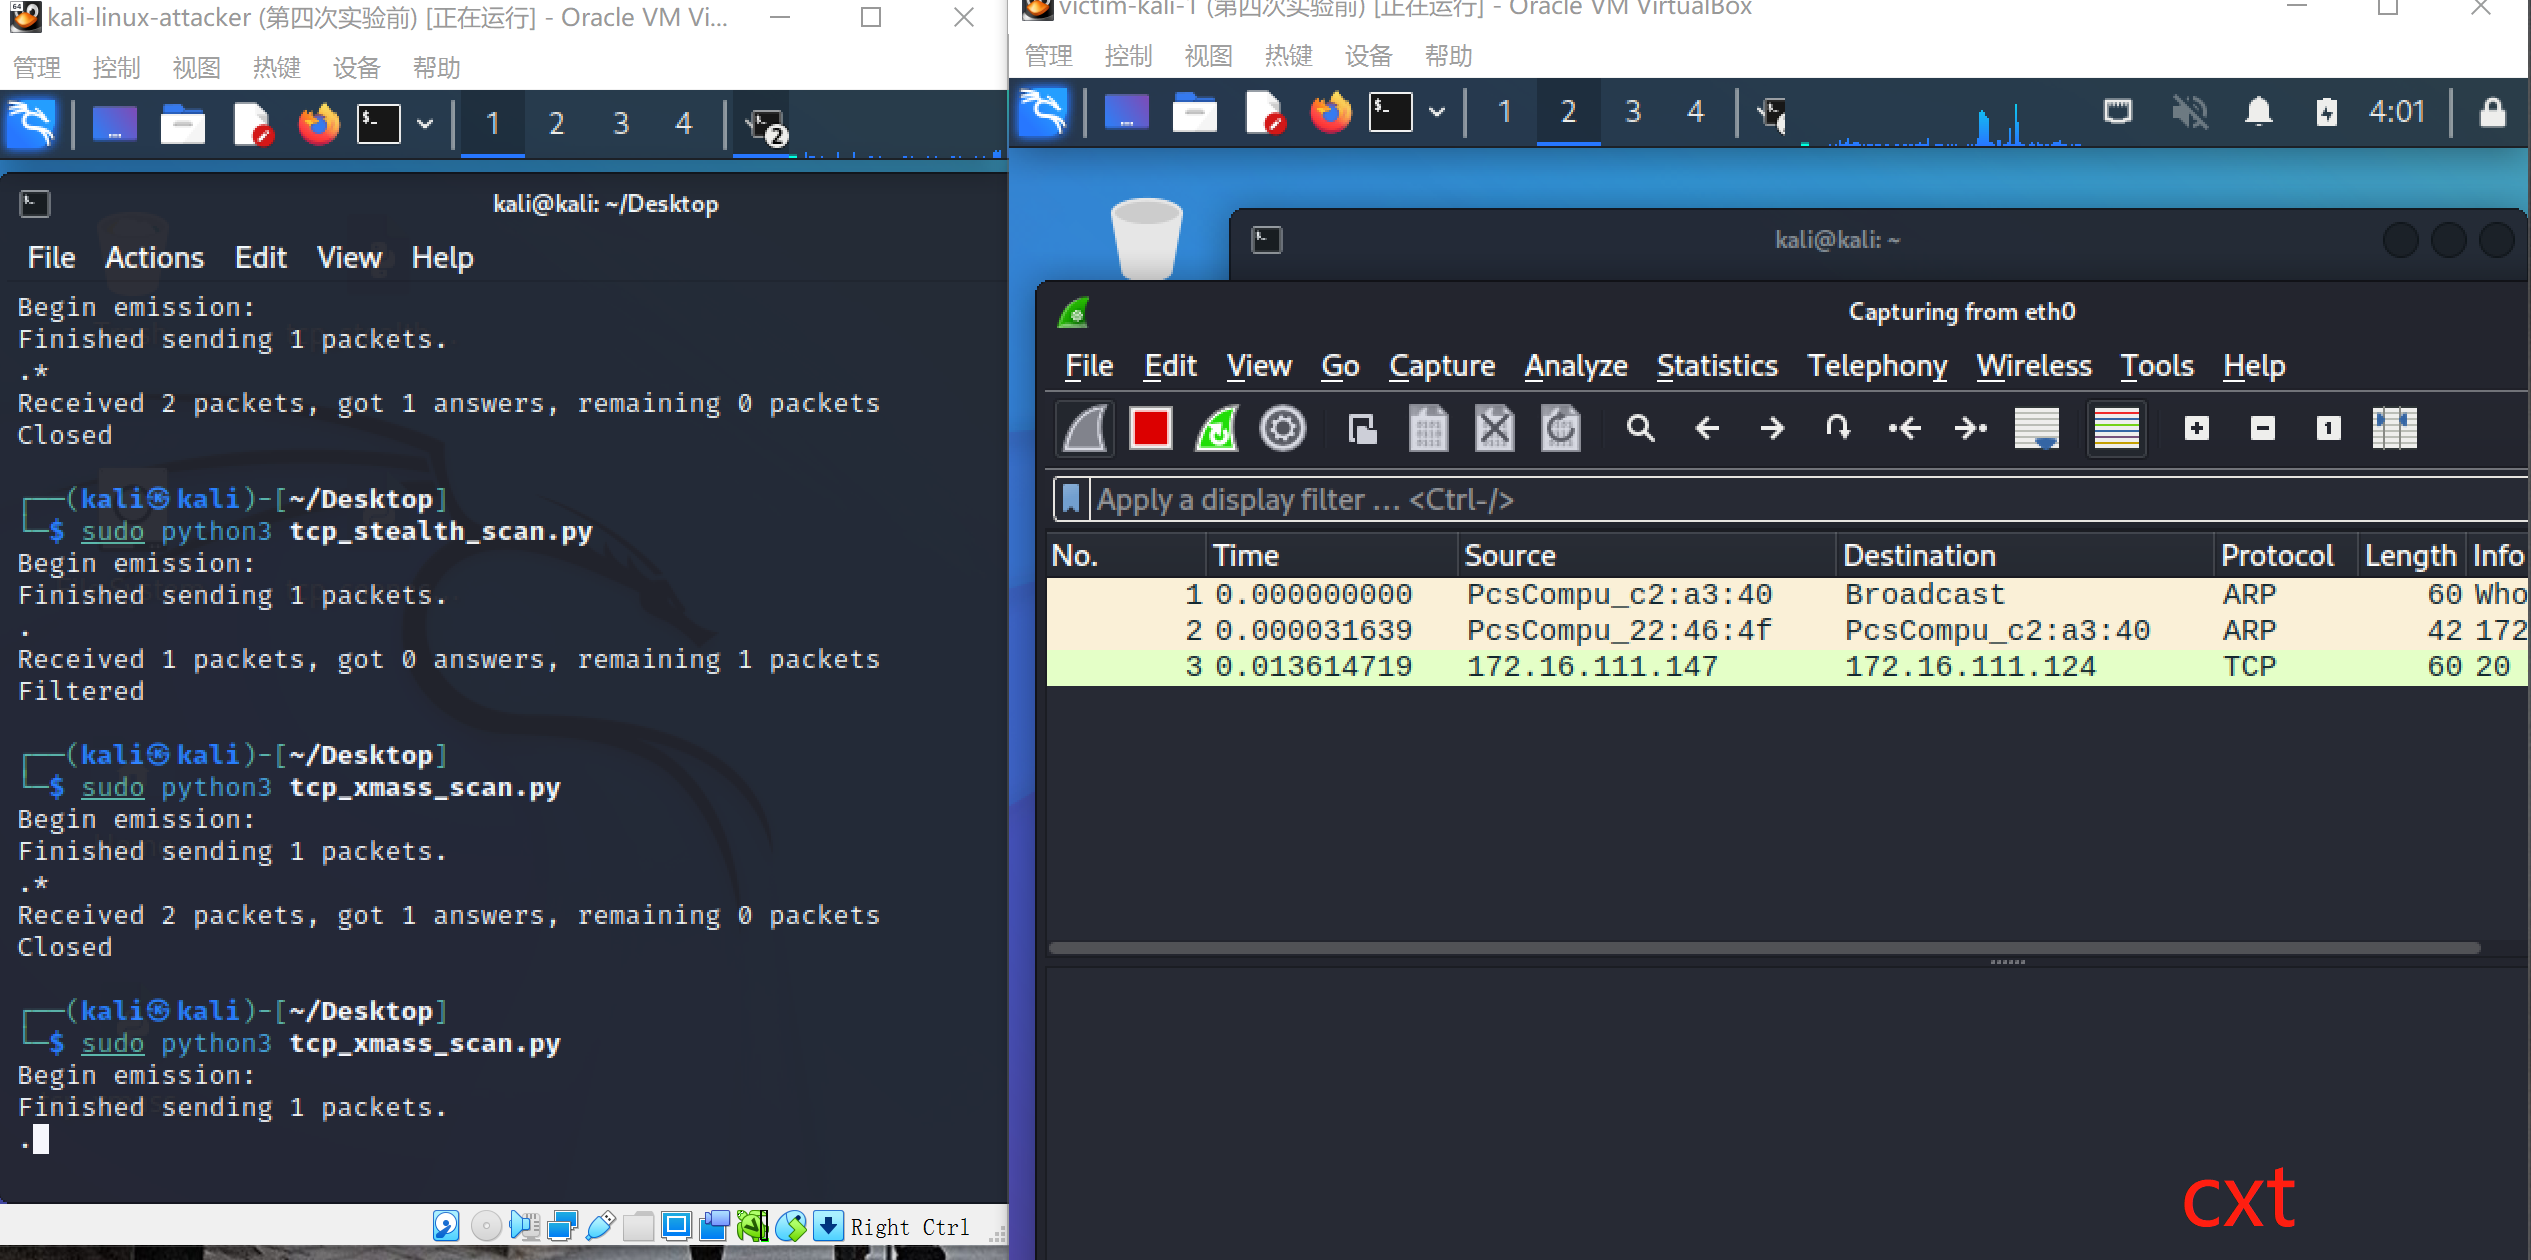 kali-linux-attacker (第四次实验前) [正在运行] - Oracle VM Vi...
管理 控制 视图 热键 设备 帮助
1 2 3 4
2
kali@kali: ~/Desktop
File Actions Edit View Help
Begin emission:
Finished sending 1 packets.
.*
Received 2 packets, got 1 answers, remaining 0 packets
Closed
┌──(kali㉿kali)-[~/Desktop]
└─$ sudo python3 tcp_stealth_scan.py
Begin emission:
Finished sending 1 packets.
.
Received 1 packets, got 0 answers, remaining 1 packets
Filtered
┌──(kali㉿kali)-[~/Desktop]
└─$ sudo python3 tcp_xmass_scan.py
Begin emission:
Finished sending 1 packets.
.*
Received 2 packets, got 1 answers, remaining 0 packets
Closed
┌──(kali㉿kali)-[~/Desktop]
└─$ sudo python3 tcp_xmass_scan.py
Begin emission:
Finished sending 1 packets.
.
Right Ctrl
victim-kali-1 (第四次实验前) [正在运行] - Oracle VM VirtualBox
管理 控制 视图 热键 设备 帮助
1 2 3 4 4:01
kali@kali: ~
Capturing from eth0
File Edit View Go Capture Analyze Statistics Telephony Wireless Tools Help
Apply a display filter … <Ctrl-/>
No. Time Source Destination Protocol Length Info
1 0.000000000 PcsCompu_c2:a3:40 Broadcast ARP 60 Who
2 0.000031639 PcsCompu_22:46:4f PcsCompu_c2:a3:40 ARP 42 172
3 0.013614719 172.16.111.147 172.16.111.124 TCP 60 20
cxt